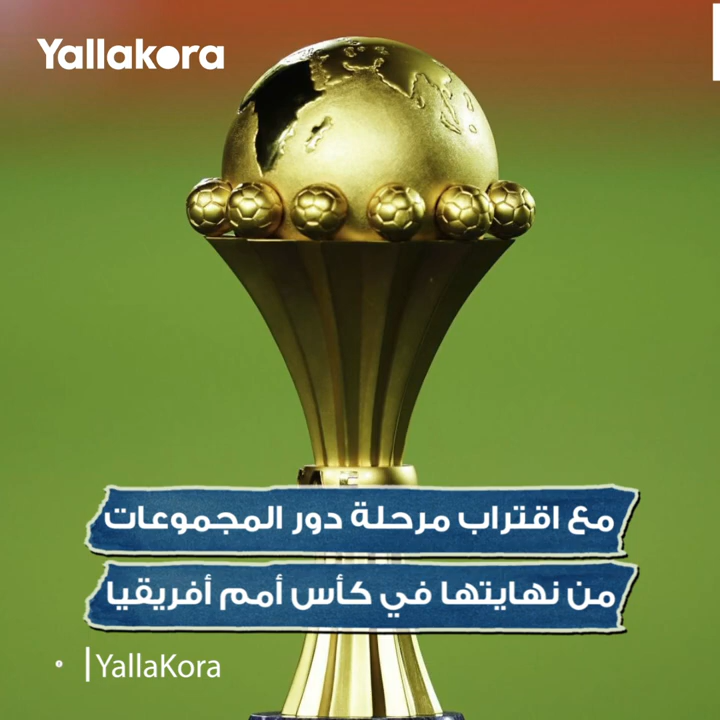 Yallakora
مع اقتراب مرحلة دور المجموعات
من نهايتها في كأس أمم أفريقيا
YallaKora